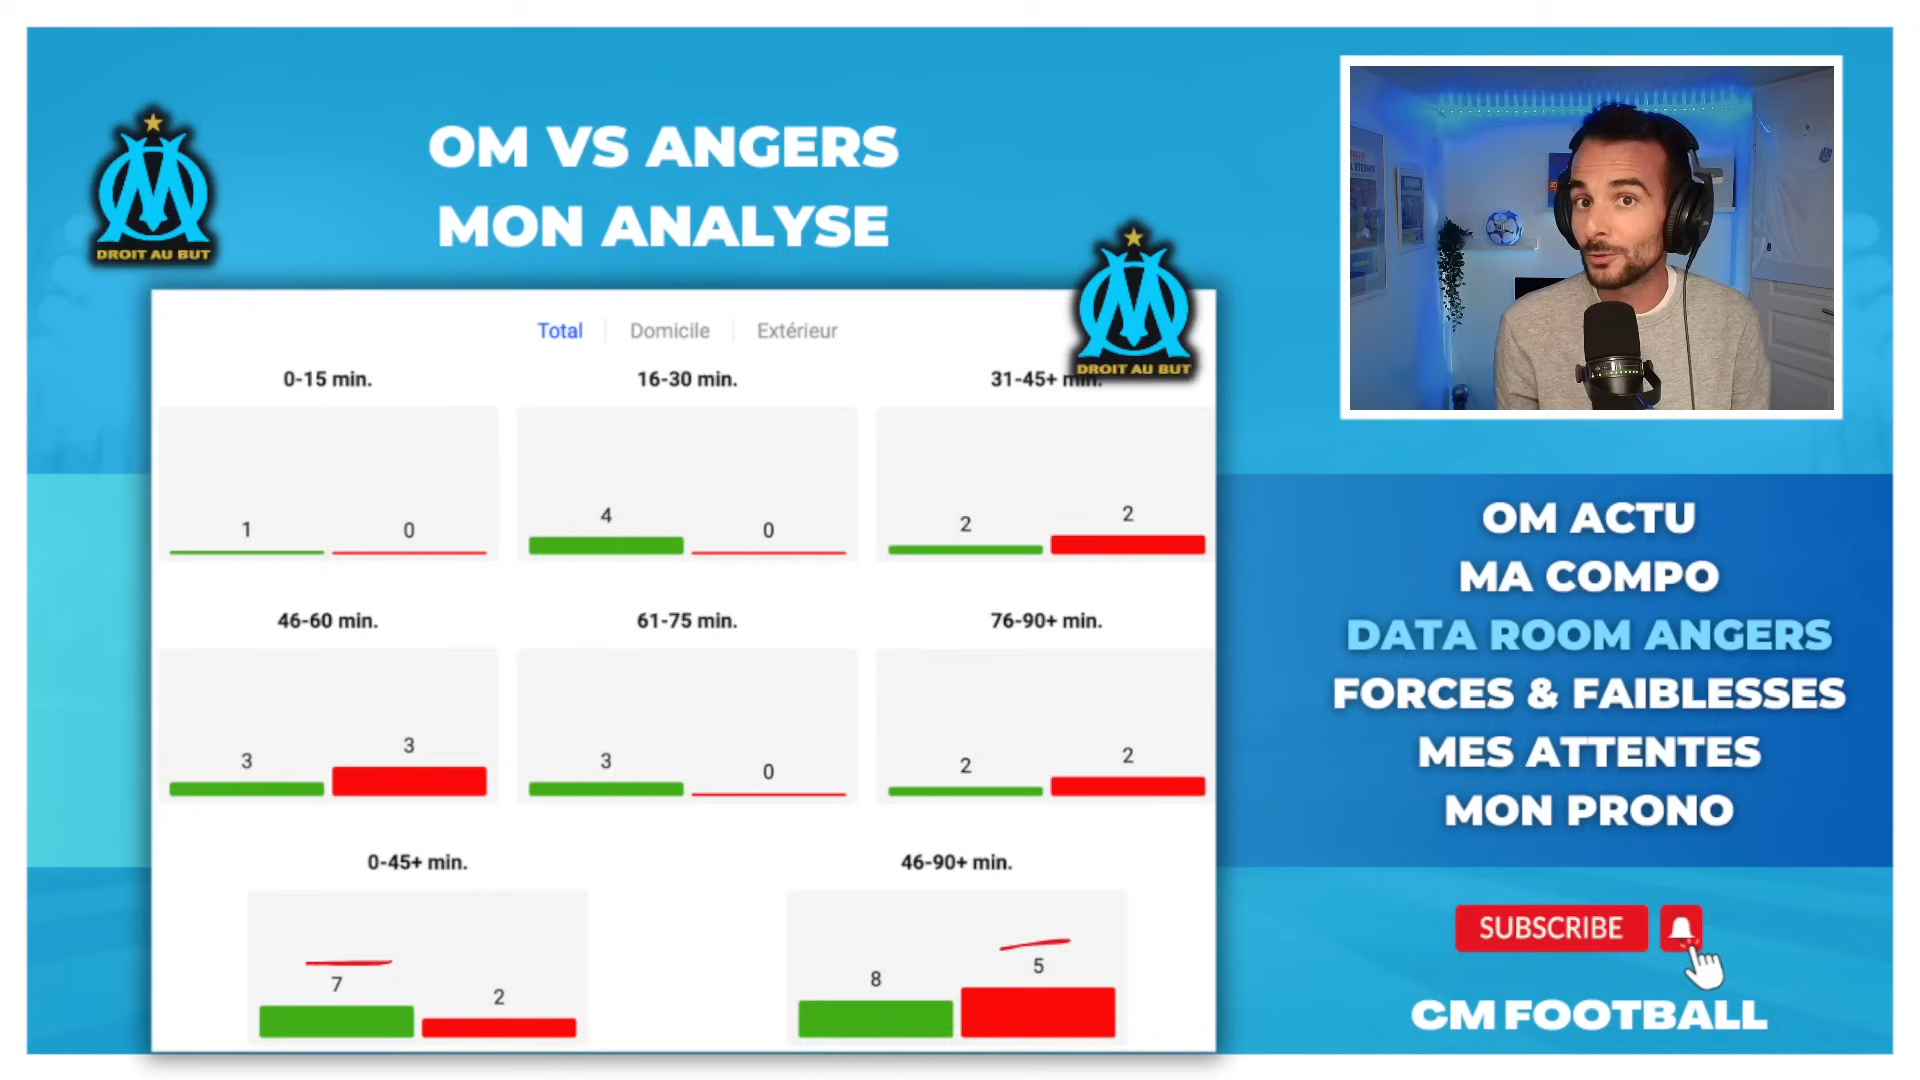 OM VS ANGERS
MON ANALYSE
DROIT AU BUT
DROIT AU BUT
Total
Domicile
Extérieur
0-15 min.
16-30 min.
31-45+ min.
1
0
4
0
2
2
46-60 min.
61-75 min.
76-90+ min.
3
3
3
0
2
2
0-45+ min.
46-90+ min.
7
2
8
5
OM ACTU
MA COMPO
DATA ROOM ANGERS
FORCES & FAIBLESSES
MES ATTENTES
MON PRONO
SUBSCRIBE
CM FOOTBALL